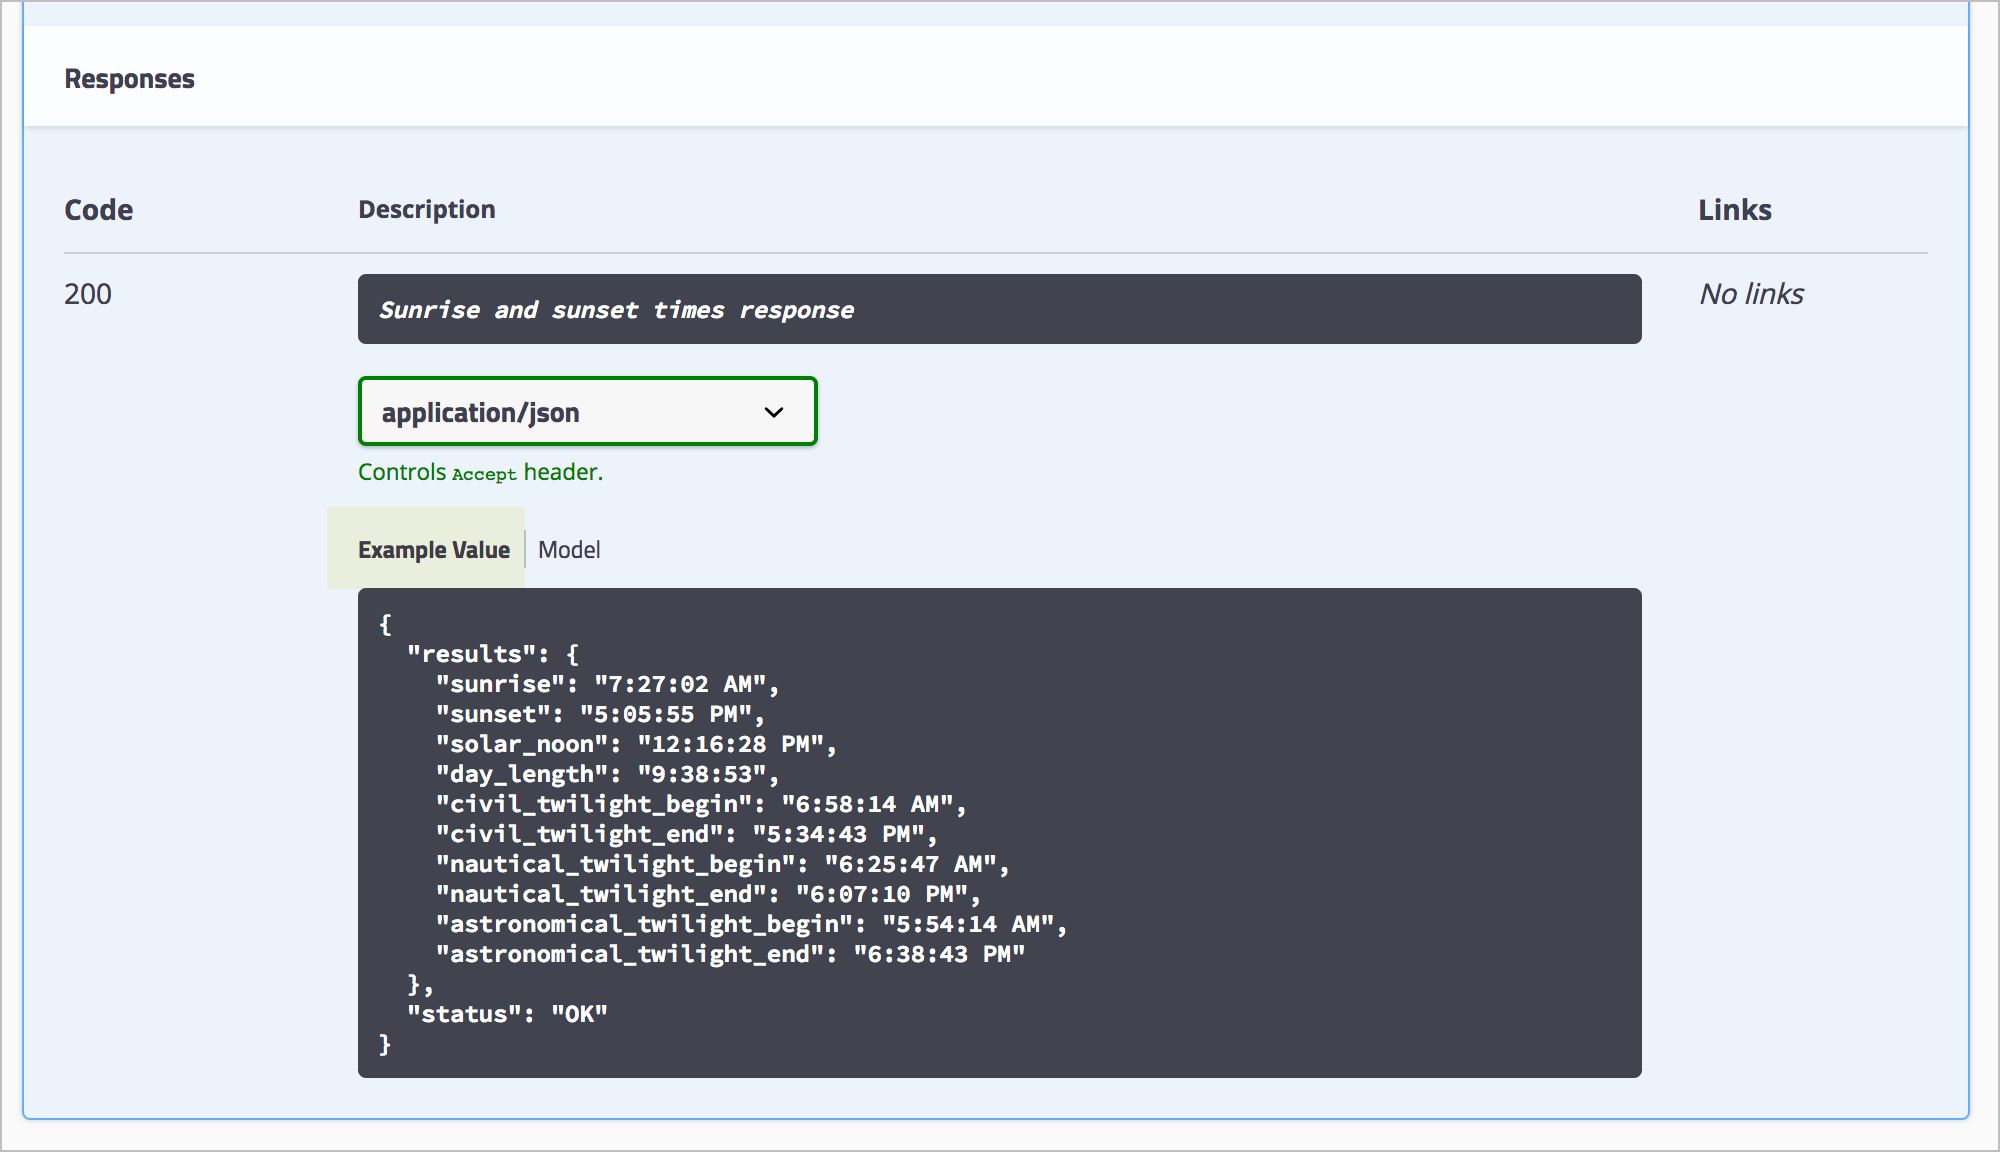 Responses
Code Description Links
200 Sunrise and sunset times response No links
application/json
Controls Accept header.
Example Value Model
{
  "results": {
    "sunrise": "7:27:02 AM",
    "sunset": "5:05:55 PM",
    "solar_noon": "12:16:28 PM",
    "day_length": "9:38:53",
    "civil_twilight_begin": "6:58:14 AM",
    "civil_twilight_end": "5:34:43 PM",
    "nautical_twilight_begin": "6:25:47 AM",
    "nautical_twilight_end": "6:07:10 PM",
    "astronomical_twilight_begin": "5:54:14 AM",
    "astronomical_twilight_end": "6:38:43 PM"
  },
  "status": "OK"
}